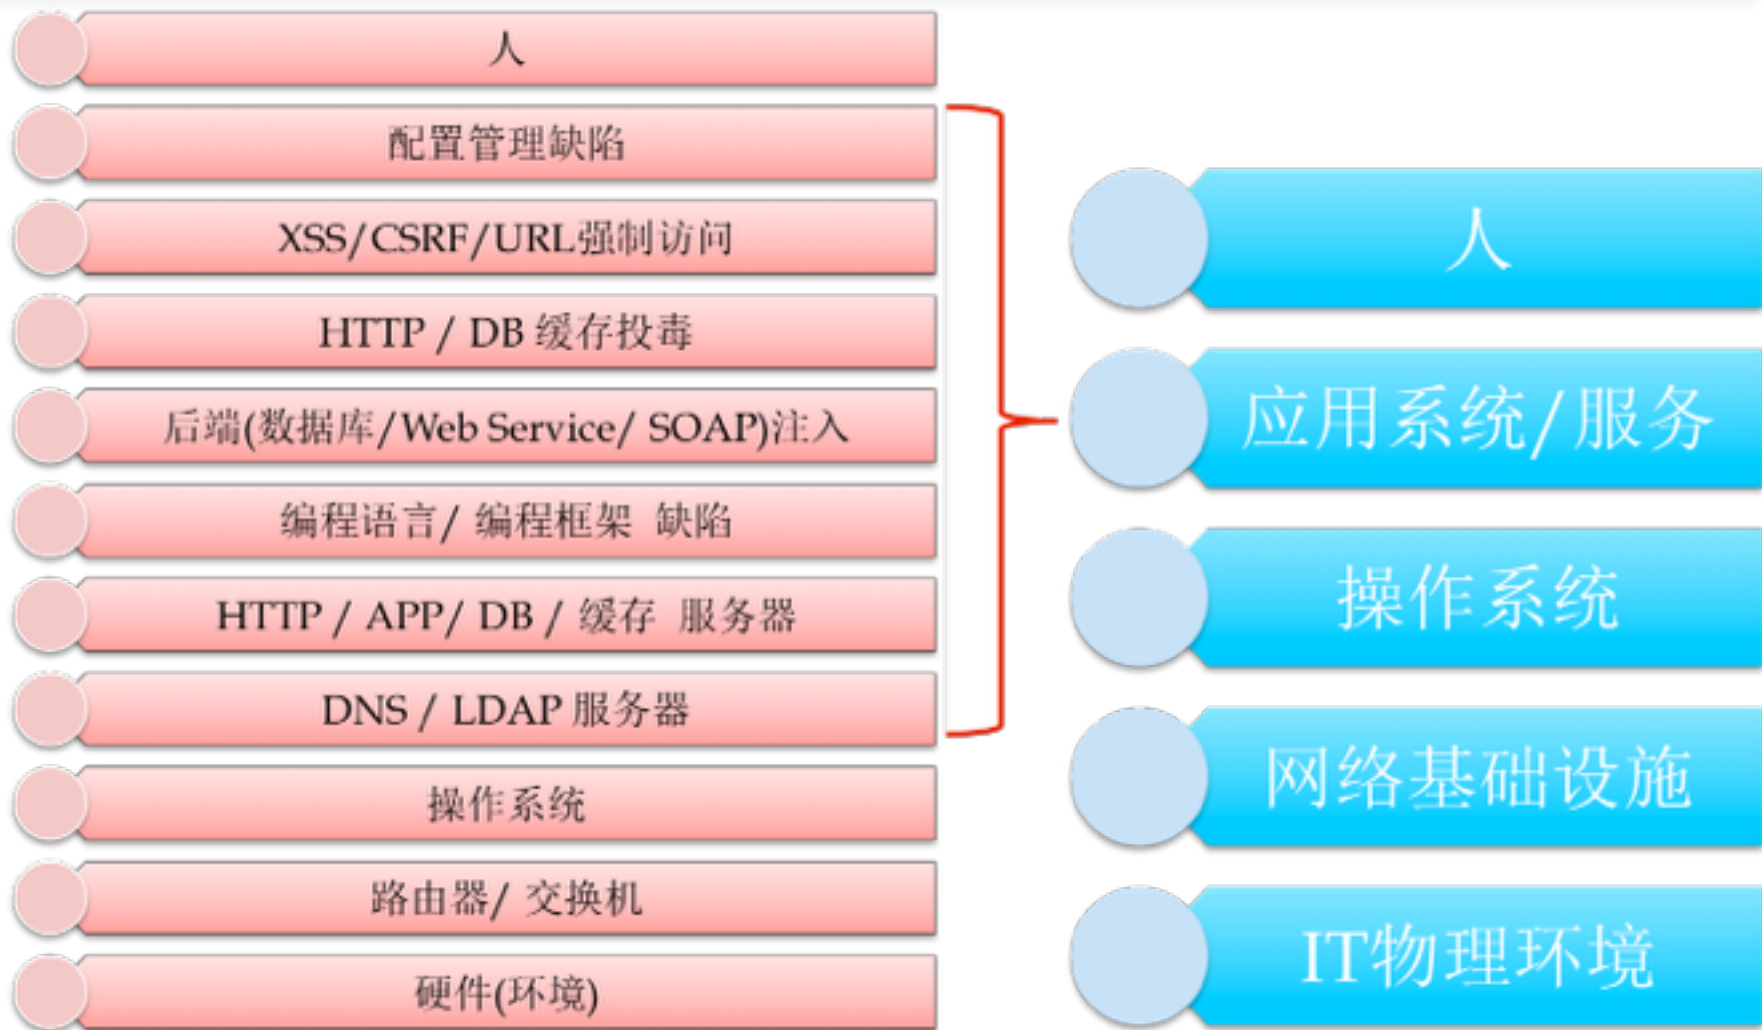 人
配置管理缺陷
XSS/CSRF/URL强制访问
HTTP / DB 缓存投毒
后端(数据库/Web Service/ SOAP)注入
编程语言/ 编程框架 缺陷
HTTP / APP/ DB / 缓存 服务器
DNS / LDAP 服务器
操作系统
路由器/ 交换机
硬件(环境)
人
应用系统/服务
操作系统
网络基础设施
IT物理环境